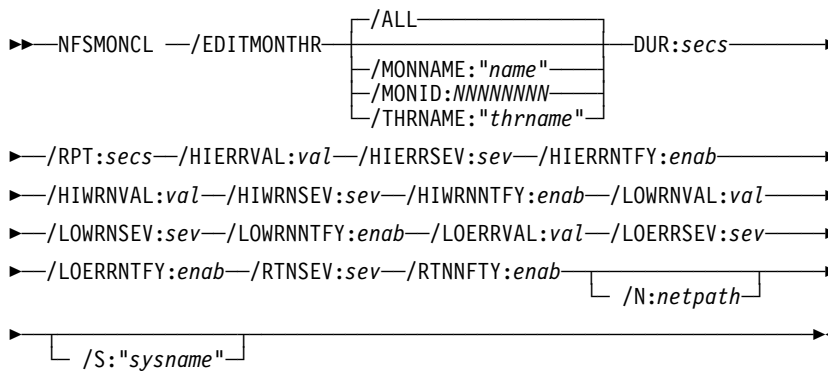 /ALL
NFSMONCL /EDITMONTHR DUR:secs
/MONNAME:"name"
/MONID:NNNNNNNN
/THRNAME:"thrname"
/RPT:secs /HIERRVAL:val /HIERRSEV:sev /HIERRNTFY:enab
/HIWRNVAL:val /HIWRNSEV:sev /HIWRNNTFY:enab /LOWRNVAL:val
/LOWRNSEV:sev /LOWRNNTFY:enab /LOERRVAL:val /LOERRSEV:sev
/LOERRNTFY:enab /RTNSEV:sev /RTNNFTY:enab
/N:netpath
/S:"sysname"